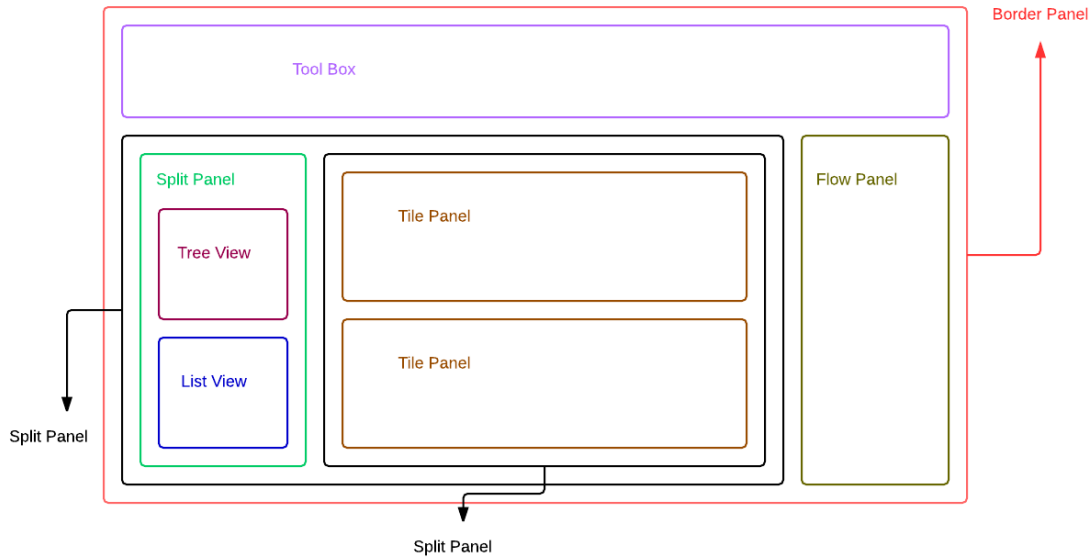 Border Panel
Tool Box
Split Panel
Flow Panel
Tile Panel
Tree View
Tile Panel
List View
Split Panel
Split Panel